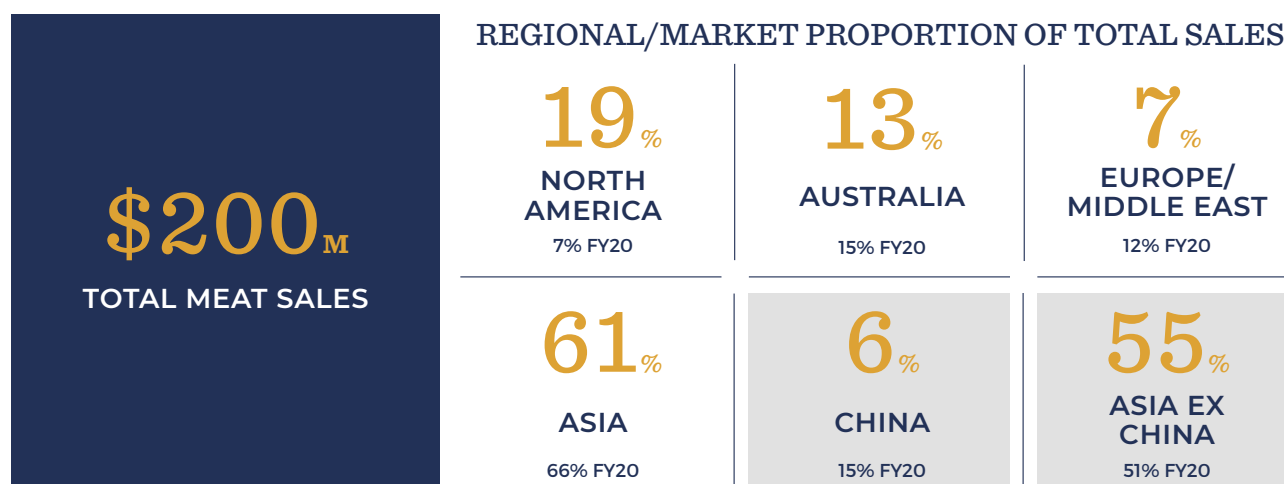 $200M
TOTAL MEAT SALES
REGIONAL/MARKET PROPORTION OF TOTAL SALES
19%
NORTH
AMERICA
7% FY20
13%
AUSTRALIA
15% FY20
7%
EUROPE/
MIDDLE EAST
12% FY20
61%
ASIA
66% FY20
6%
CHINA
15% FY20
55%
ASIA EX
CHINA
51% FY20